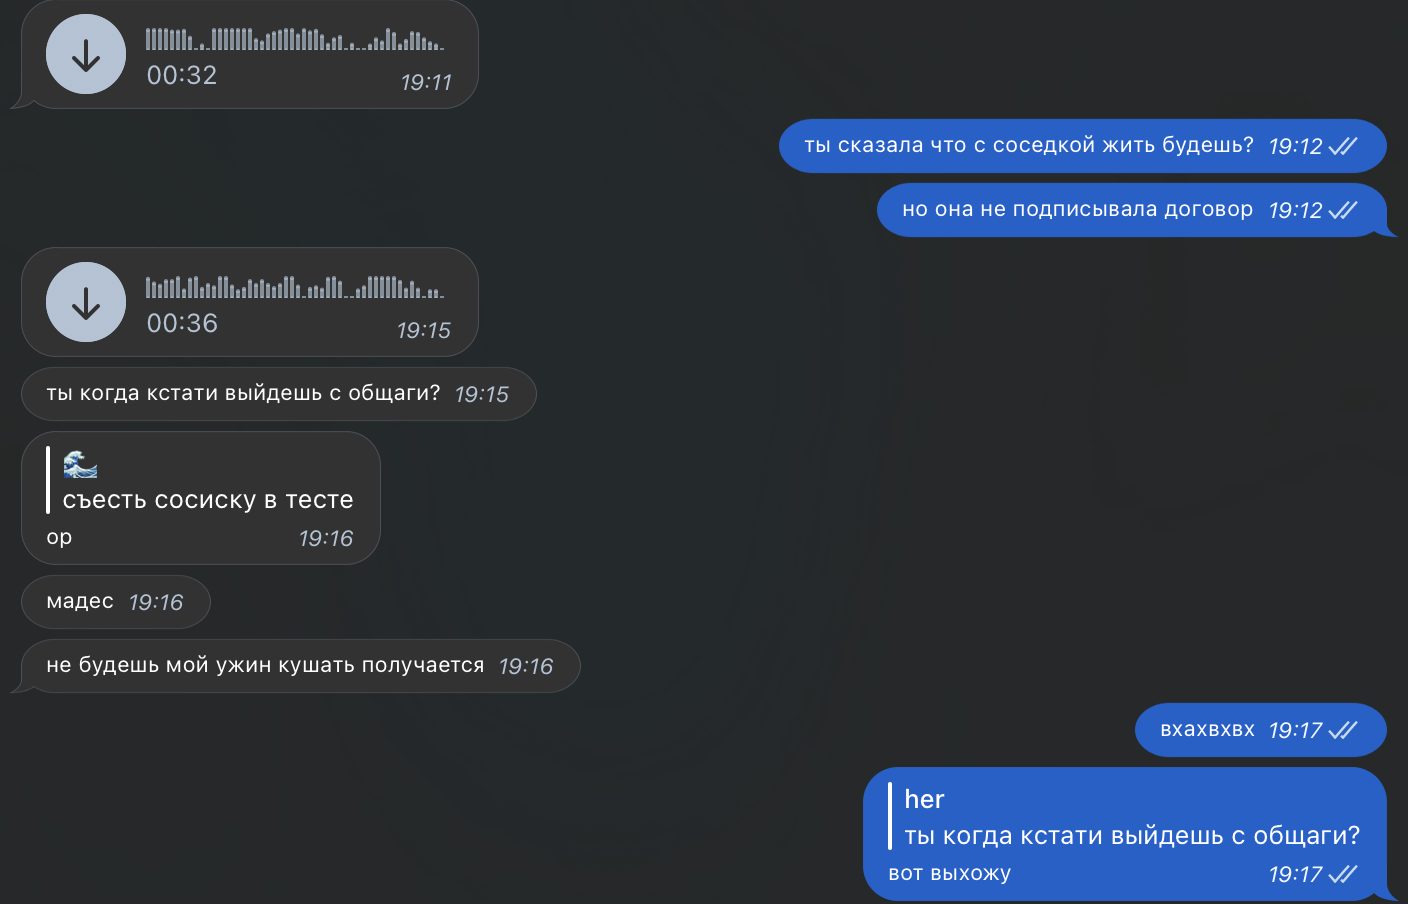 00:32 19:11
ты сказала что с соседкой жить будешь? 19:12
но она не подписывала договор 19:12
00:36 19:15
ты когда кстати выйдешь с общаги? 19:15
🌊
съесть сосиску в тесте
ор 19:16
мадес 19:16
не будешь мой ужин кушать получается 19:16
вхахвхвх 19:17
her
ты когда кстати выйдешь с общаги?
вот выхожу 19:17